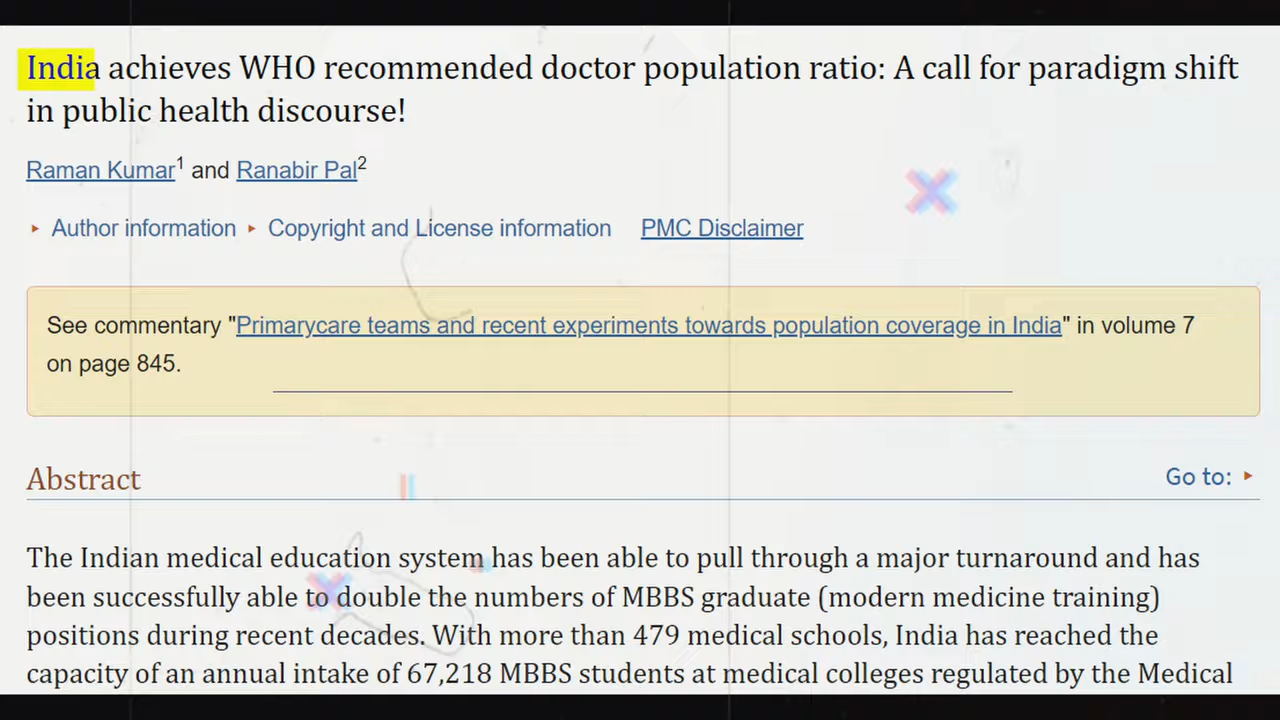 India achieves WHO recommended doctor population ratio: A call for paradigm shift
in public health discourse!
Raman Kumar1 and Ranabir Pal2
▸ Author information ▸ Copyright and License information PMC Disclaimer
See commentary "Primarycare teams and recent experiments towards population coverage in India" in volume 7
on page 845.
Abstract Go to: ▸
The Indian medical education system has been able to pull through a major turnaround and has
been successfully able to double the numbers of MBBS graduate (modern medicine training)
positions during recent decades. With more than 479 medical schools, India has reached the
capacity of an annual intake of 67,218 MBBS students at medical colleges regulated by the Medical